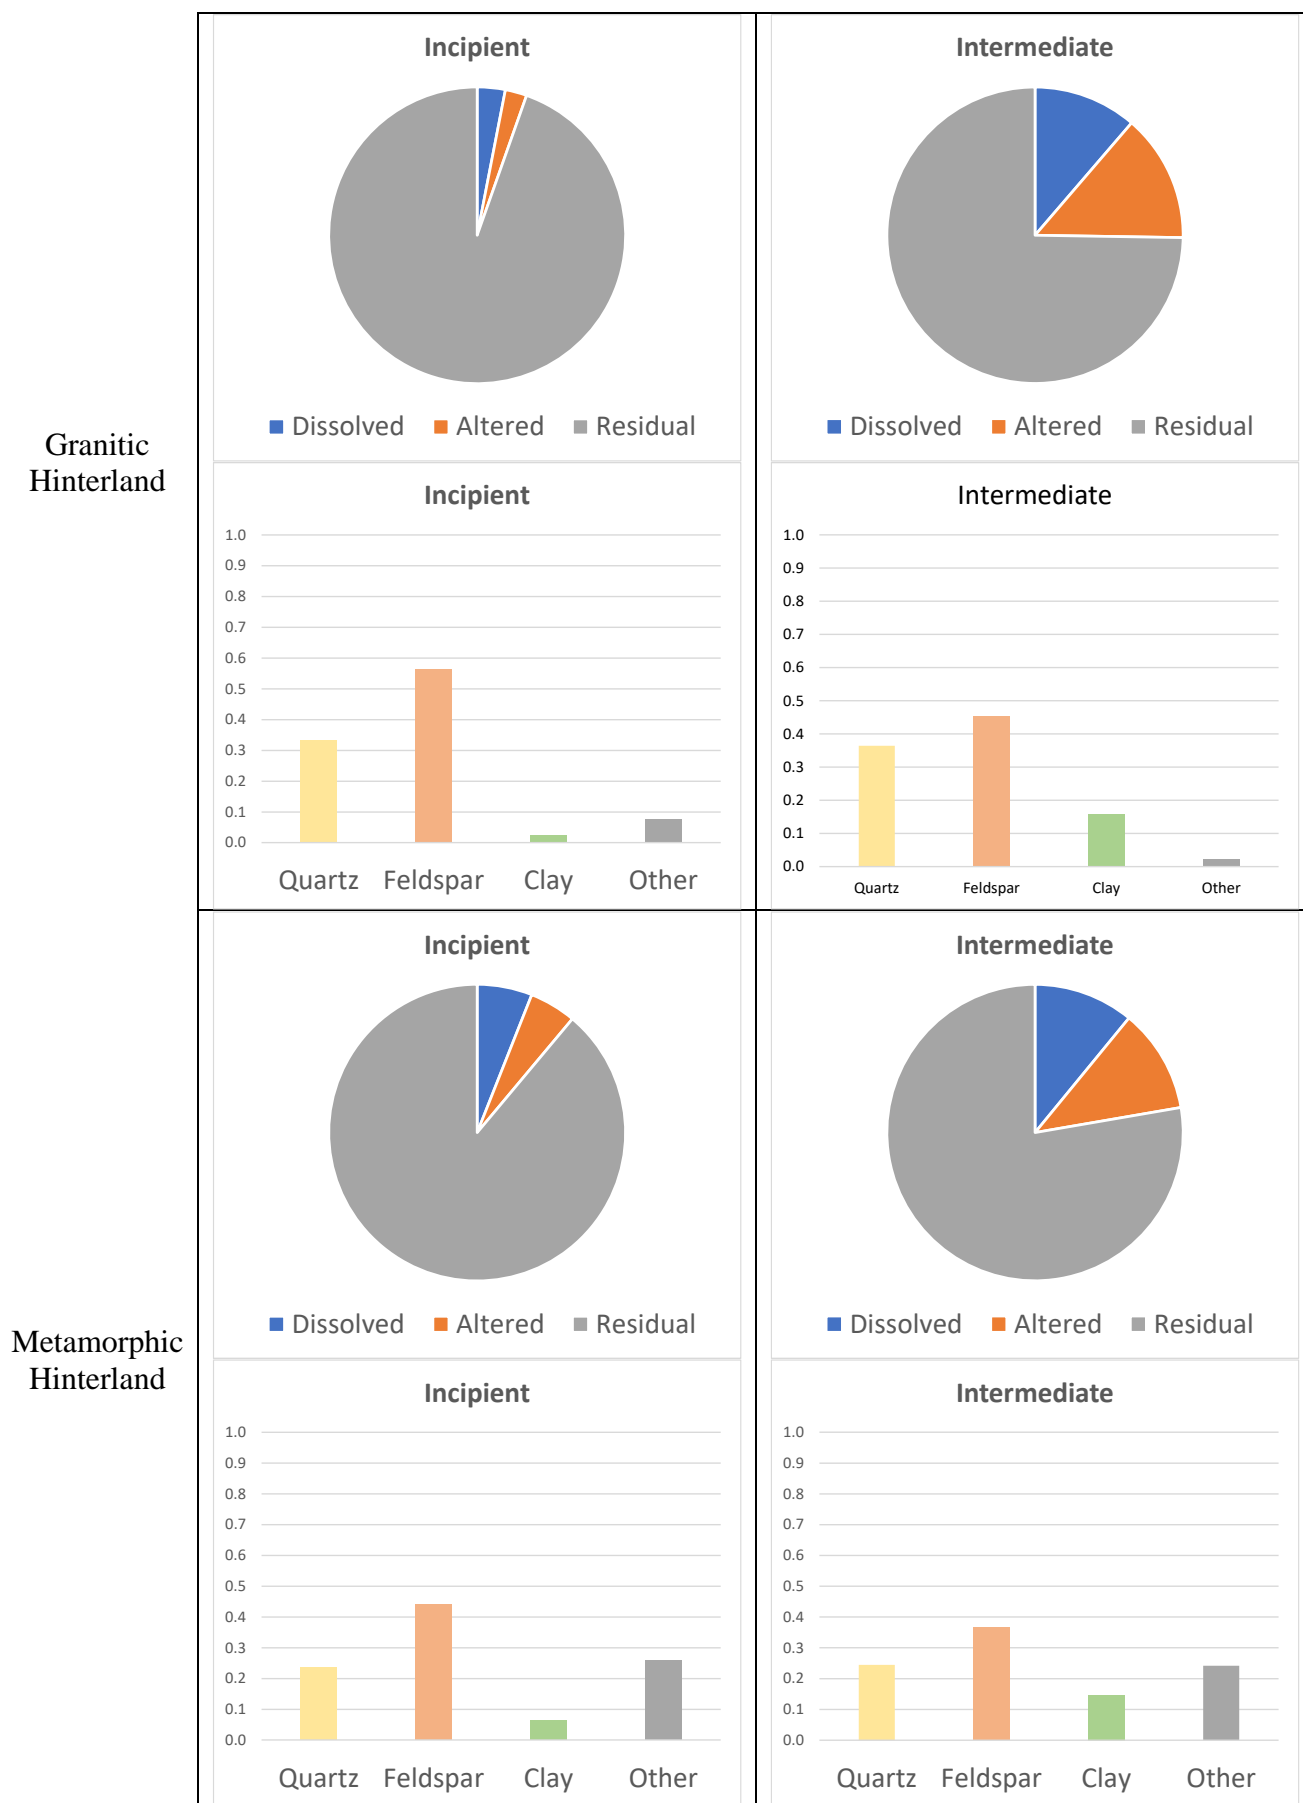 Granitic
Hinterland
Incipient
Dissolved Altered Residual
Intermediate
Dissolved Altered Residual
Incipient
1.0
0.9
0.8
0.7
0.6
0.5
0.4
0.3
0.2
0.1
0.0
Quartz Feldspar Clay Other
Intermediate
1.0
0.9
0.8
0.7
0.6
0.5
0.4
0.3
0.2
0.1
0.0
Quartz Feldspar Clay Other
Metamorphic
Hinterland
Incipient
Dissolved Altered Residual
Intermediate
Dissolved Altered Residual
Incipient
1.0
0.9
0.8
0.7
0.6
0.5
0.4
0.3
0.2
0.1
0.0
Quartz Feldspar Clay Other
Intermediate
1.0
0.9
0.8
0.7
0.6
0.5
0.4
0.3
0.2
0.1
0.0
Quartz Feldspar Clay Other